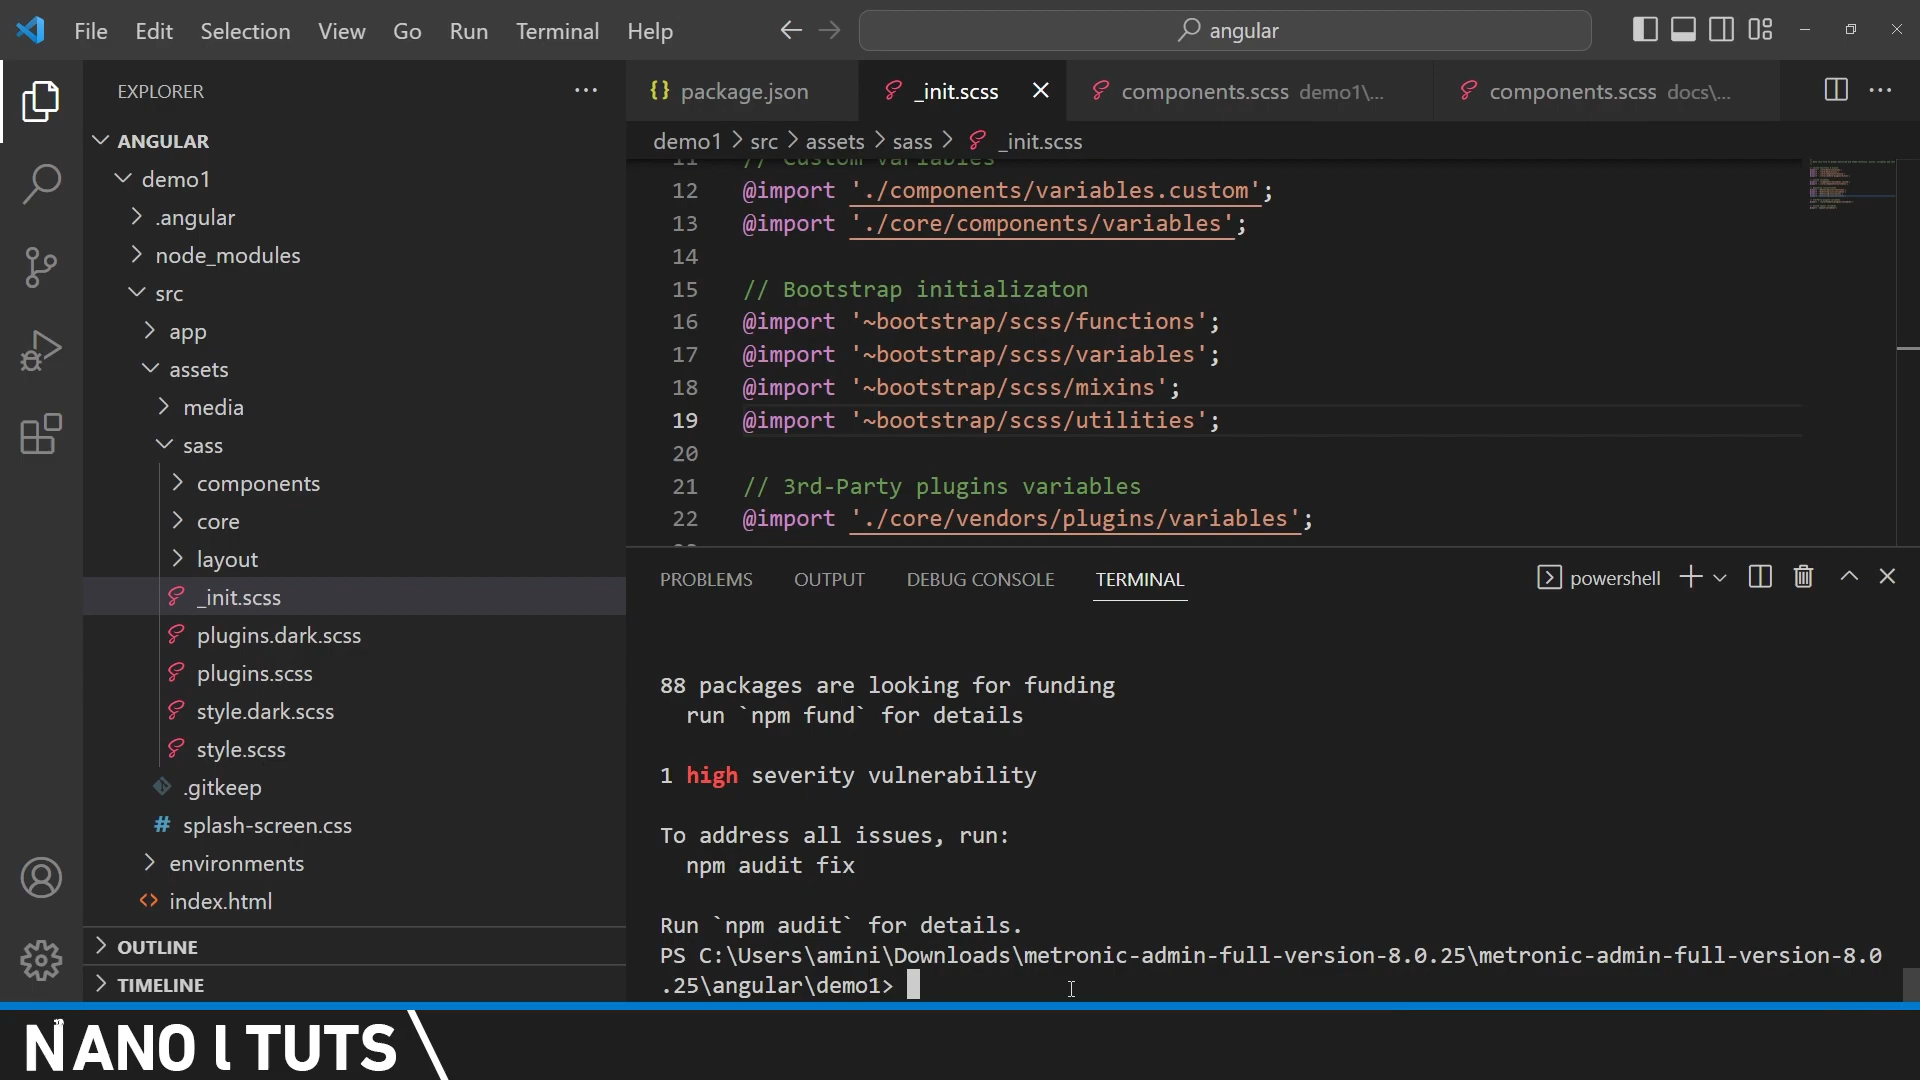 File Edit Selection View Go Run Terminal Help
angular
EXPLORER
ANGULAR
demo1
.angular
node_modules
src
app
assets
media
sass
components
core
layout
_init.scss
plugins.dark.scss
plugins.scss
style.dark.scss
style.scss
.gitkeep
# splash-screen.css
environments
<> index.html
OUTLINE
TIMELINE
{} package.json _init.scss components.scss demo1\... components.scss docs\...
demo1 > src > assets > sass > _init.scss
11 // Custom variables
12 @import './components/variables.custom';
13 @import './core/components/variables';
14
15 // Bootstrap initializaton
16 @import '~bootstrap/scss/functions';
17 @import '~bootstrap/scss/variables';
18 @import '~bootstrap/scss/mixins';
19 @import '~bootstrap/scss/utilities';
20
21 // 3rd-Party plugins variables
22 @import './core/vendors/plugins/variables';
PROBLEMS OUTPUT DEBUG CONSOLE TERMINAL powershell
88 packages are looking for funding
run `npm fund` for details
1 high severity vulnerability
To address all issues, run:
npm audit fix
Run `npm audit` for details.
PS C:\Users\amini\Downloads\metronic-admin-full-version-8.0.25\metronic-admin-full-version-8.0
.25\angular\demo1>
NANO l TUTS